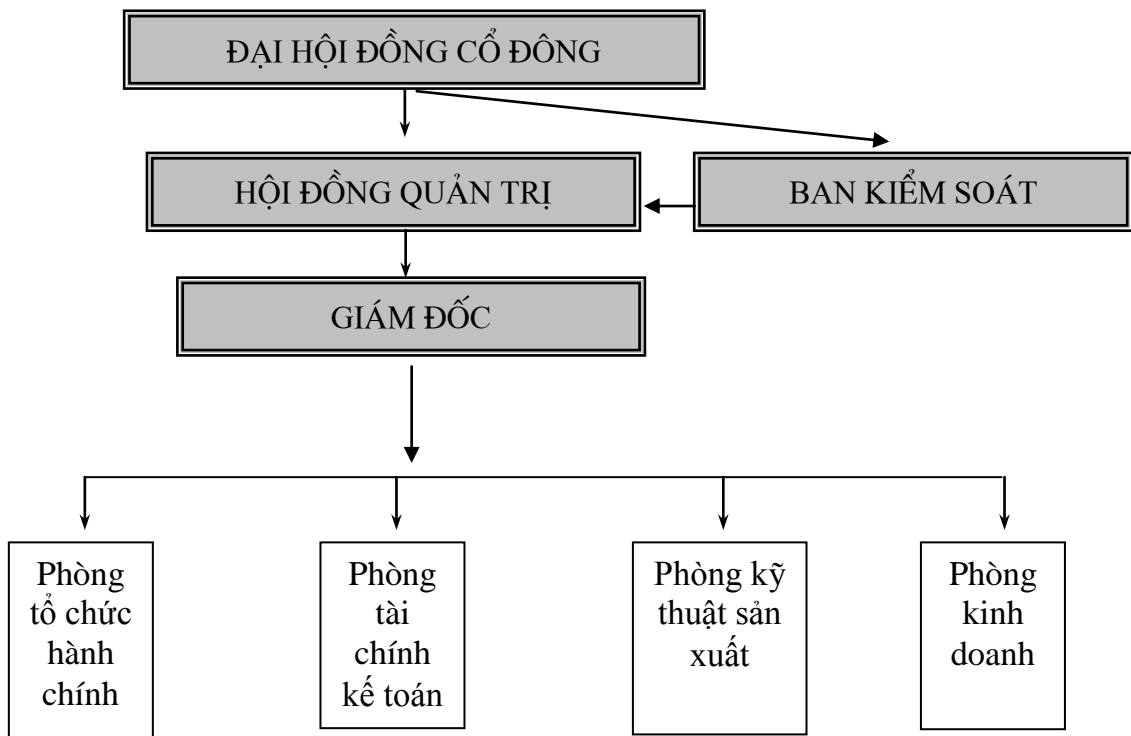 ĐẠI HỘI ĐỒNG CỔ ĐÔNG
HỘI ĐỒNG QUẢN TRỊ
BAN KIỂM SOÁT
GIÁM ĐỐC
Phòng
tổ chức
hành
chính
Phòng
tài
chính
kế toán
Phòng kỹ
thuật sản
xuất
Phòng
kinh
doanh